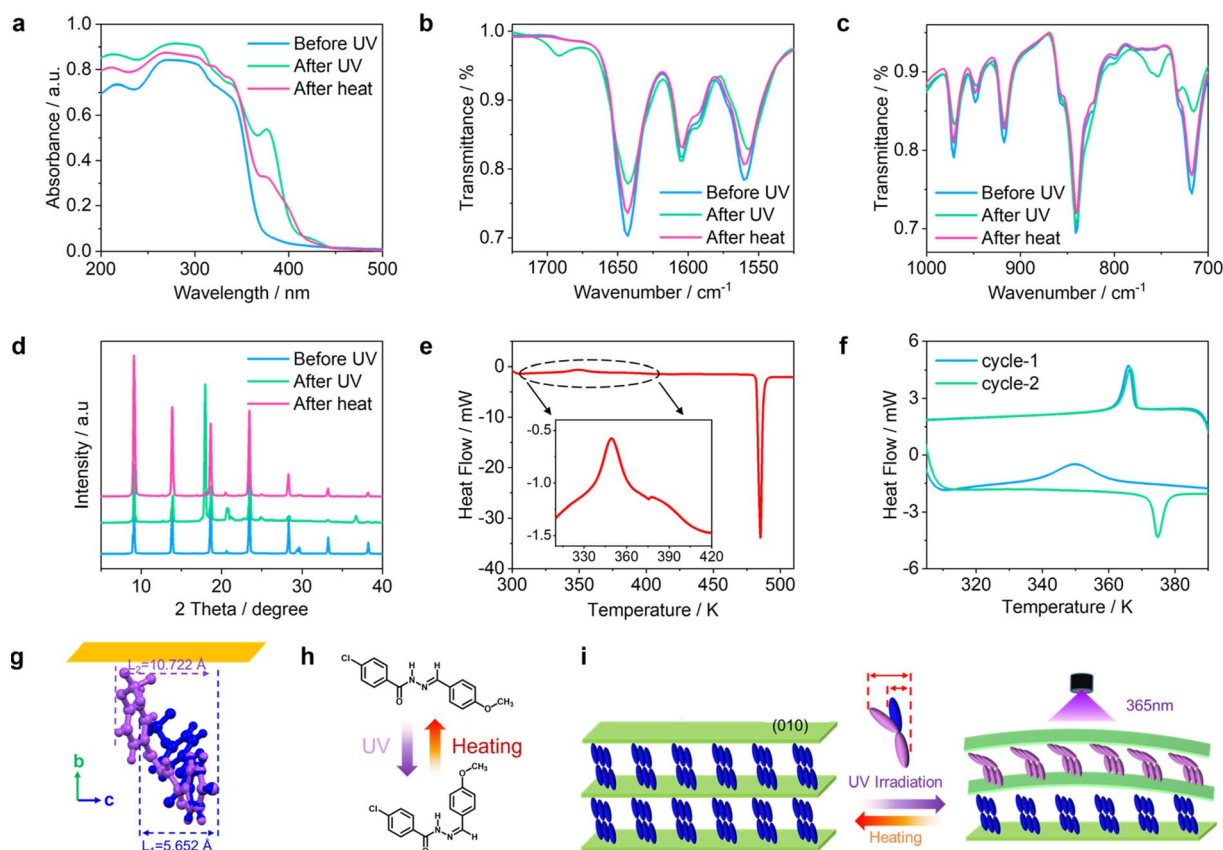 a
Before UV
After UV
After heat
Absorbance / a.u.
1.0
0.8
0.6
0.4
0.2
0.0
200 300 400 500
Wavelength / nm
b
Transmittance / %
1.0
0.9
0.8
0.7
Before UV
After UV
After heat
1700 1650 1600 1550
Wavenumber / cm-1
c
Transmittance / %
0.9
0.8
0.7
Before UV
After UV
After heat
1000 900 800 700
Wavenumber / cm-1
d
Before UV
After UV
After heat
Intensity / a.u
10 20 30 40
2 Theta / degree
e
Heat Flow / mW
0
-10
-20
-30
-40
-0.5
-1.0
-1.5
330 360 390 420
300 350 400 450 500
Temperature / K
f
cycle-1
cycle-2
Heat Flow / mW
6
3
0
-3
-6
320 340 360 380
Temperature / K
g
L2=10.722 Å
b
c
L1=5.652 Å
h
Cl
H
N
N
O
H
O
CH3
UV
Heating
CH3
O
Cl
H
N
N
H
O
i
(010)
UV Irradiation
Heating
365nm